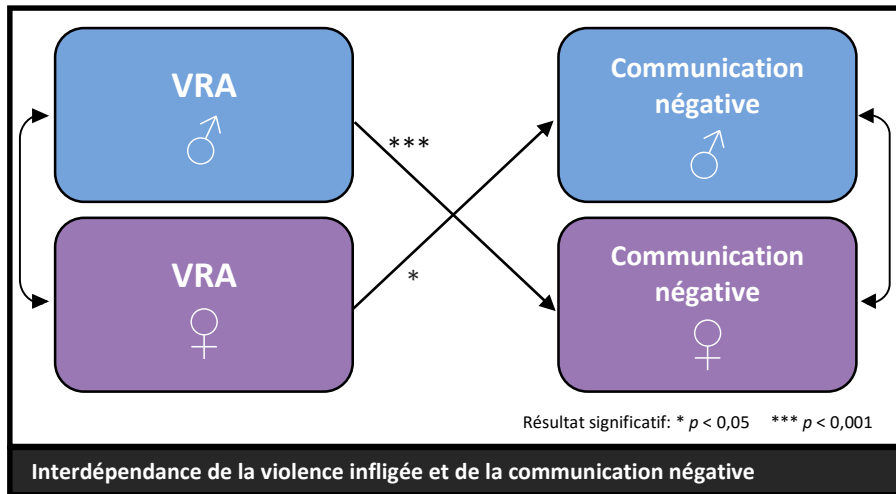 VRA
♂
Communication
négative
♂
***
VRA
♀
*
Communication
négative
♀
Résultat significatif: * p < 0,05 *** p < 0,001
Interdépendance de la violence infligée et de la communication négative